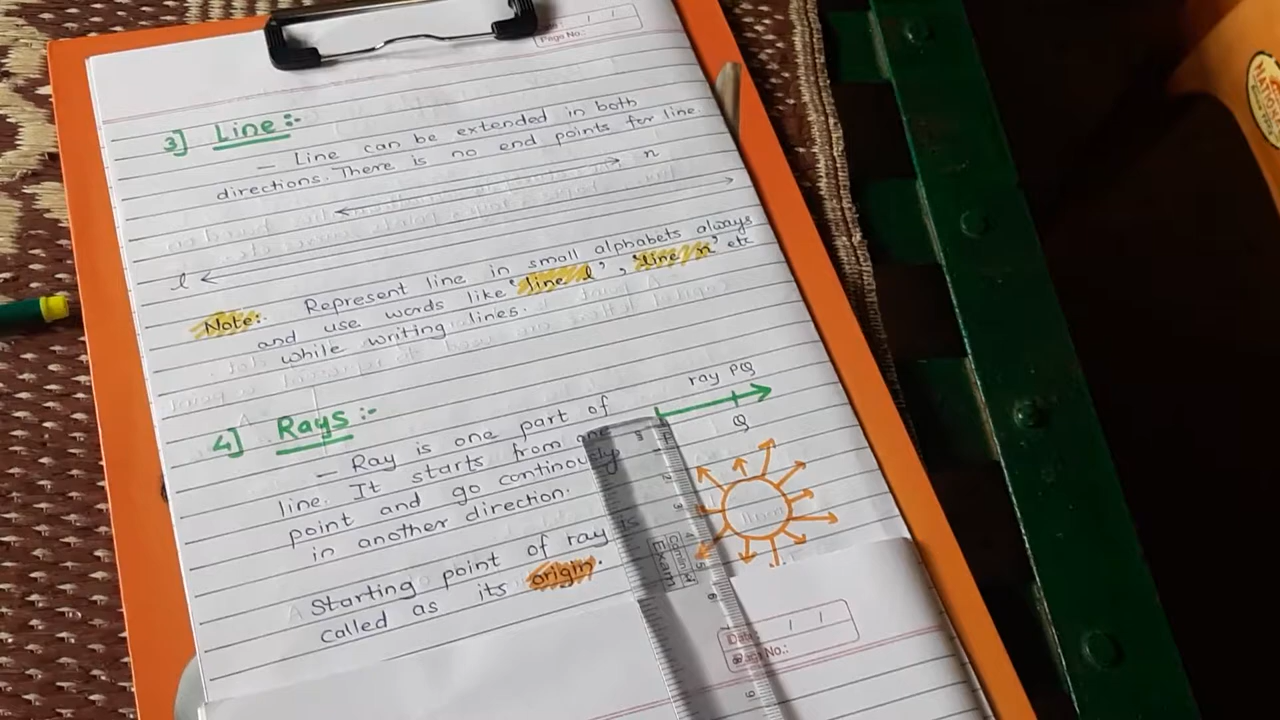 Page No.:
3] Line :-
– Line can be extended in both
directions. There is no end points for line.
n
l
Note:- Represent line in small alphabets always
and use words like 'line l', 'line n' etc
while writing lines.
4] Rays :-
ray PQ
Q
– Ray is one part of
line. It starts from one
point and go continously
in another direction.
Starting point of ray is
called as its origin.
Date: / /
Page No.:
NATIONAL